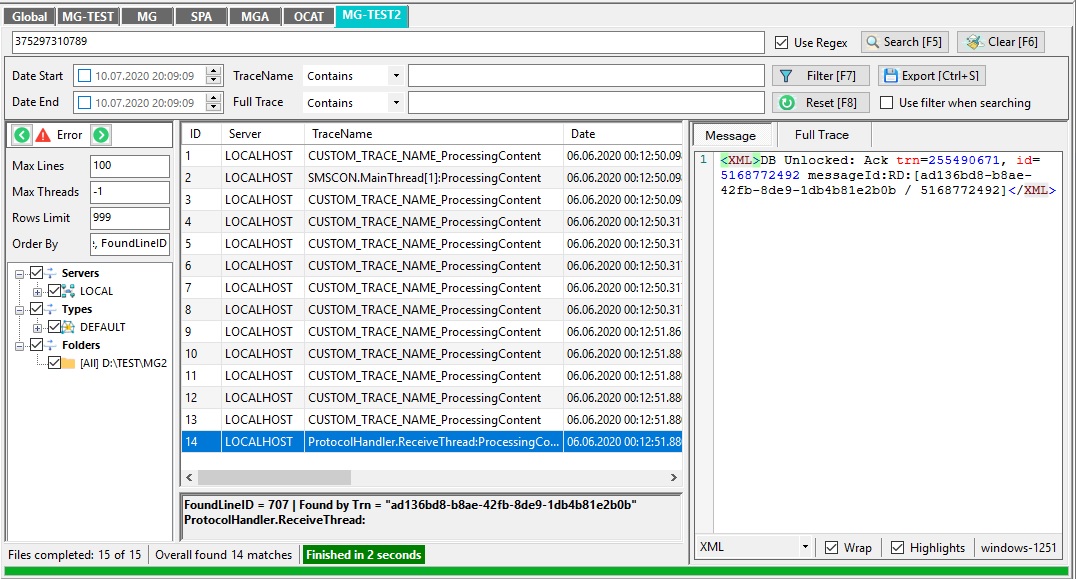 Global MG-TEST MG SPA MGA OCAT MG-TEST2
375297310789 Use Regex Search [F5] Clear [F6]
Date Start 10.07.2020 20:09:09 TraceName Contains Filter [F7] Export [Ctrl+S]
Date End 10.07.2020 20:09:09 Full Trace Contains Reset [F8] Use filter when searching
Error
Max Lines 100
Max Threads -1
Rows Limit 999
Order By , FoundLineID
Servers
LOCAL
Types
DEFAULT
Folders
[All] D:\TEST\MG2
ID Server TraceName Date
1 LOCALHOST CUSTOM_TRACE_NAME_ProcessingContent 06.06.2020 00:12:50.09
2 LOCALHOST SMSCON.MainThread[1]:ProcessingContent 06.06.2020 00:12:50.09
3 LOCALHOST CUSTOM_TRACE_NAME_ProcessingContent 06.06.2020 00:12:50.09
4 LOCALHOST CUSTOM_TRACE_NAME_ProcessingContent 06.06.2020 00:12:50.31
5 LOCALHOST CUSTOM_TRACE_NAME_ProcessingContent 06.06.2020 00:12:50.31
6 LOCALHOST CUSTOM_TRACE_NAME_ProcessingContent 06.06.2020 00:12:50.31
7 LOCALHOST CUSTOM_TRACE_NAME_ProcessingContent 06.06.2020 00:12:50.31
8 LOCALHOST CUSTOM_TRACE_NAME_ProcessingContent 06.06.2020 00:12:50.31
9 LOCALHOST CUSTOM_TRACE_NAME_ProcessingContent 06.06.2020 00:12:51.86
10 LOCALHOST CUSTOM_TRACE_NAME_ProcessingContent 06.06.2020 00:12:51.88
11 LOCALHOST CUSTOM_TRACE_NAME_ProcessingContent 06.06.2020 00:12:51.88
12 LOCALHOST CUSTOM_TRACE_NAME_ProcessingContent 06.06.2020 00:12:51.88
13 LOCALHOST CUSTOM_TRACE_NAME_ProcessingContent 06.06.2020 00:12:51.88
14 LOCALHOST ProtocolHandler.ReceiveThread:ProcessingCo... 06.06.2020 00:12:51.88
FoundLineID = 707 | Found by Trn = "ad136bd8-b8ae-42fb-8de9-1db4b81e2b0b"
ProtocolHandler.ReceiveThread:
Message Full Trace
1 <XML>DB Unlocked: Ack trn=255490671, id=
5168772492 messageId:RD:[ad136bd8-b8ae-
42fb-8de9-1db4b81e2b0b / 5168772492]</XML>
XML Wrap Highlights windows-1251
Files completed: 15 of 15 Overall found 14 matches Finished in 2 seconds